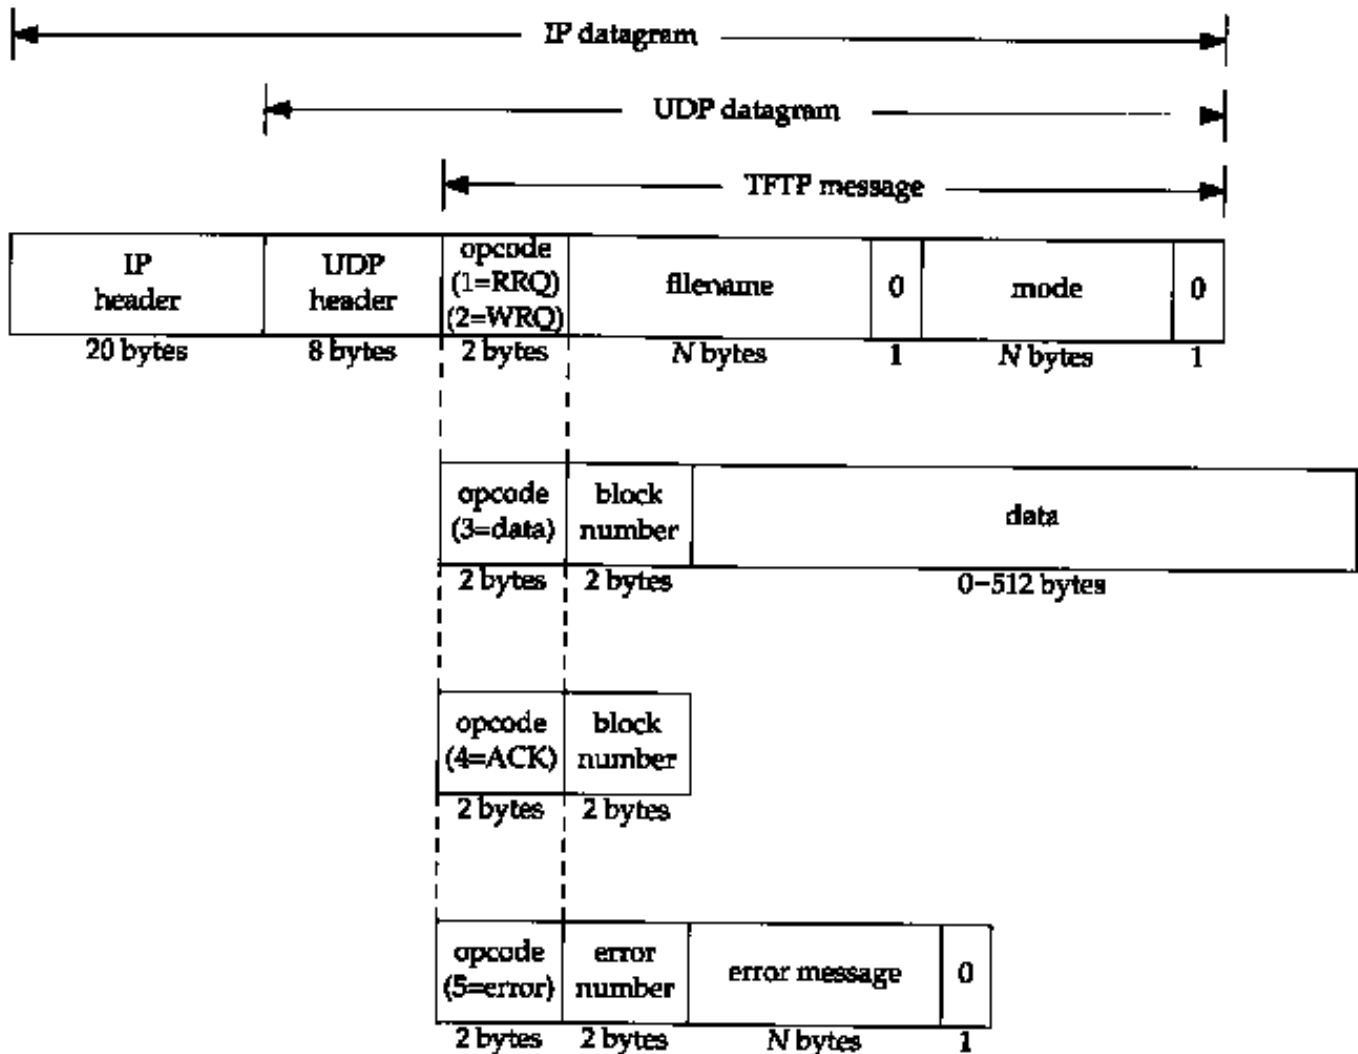 IP datagram
UDP datagram
TFTP message
IP
header
UDP
header
opcode
(1=RRQ)
(2=WRQ)
filename
0
mode
0
20 bytes
8 bytes
2 bytes
N bytes
1
N bytes
1
opcode
(3=data)
block
number
data
2 bytes
2 bytes
0-512 bytes
opcode
(4=ACK)
block
number
2 bytes
2 bytes
opcode
(5=error)
error
number
error message
0
2 bytes
2 bytes
N bytes
1